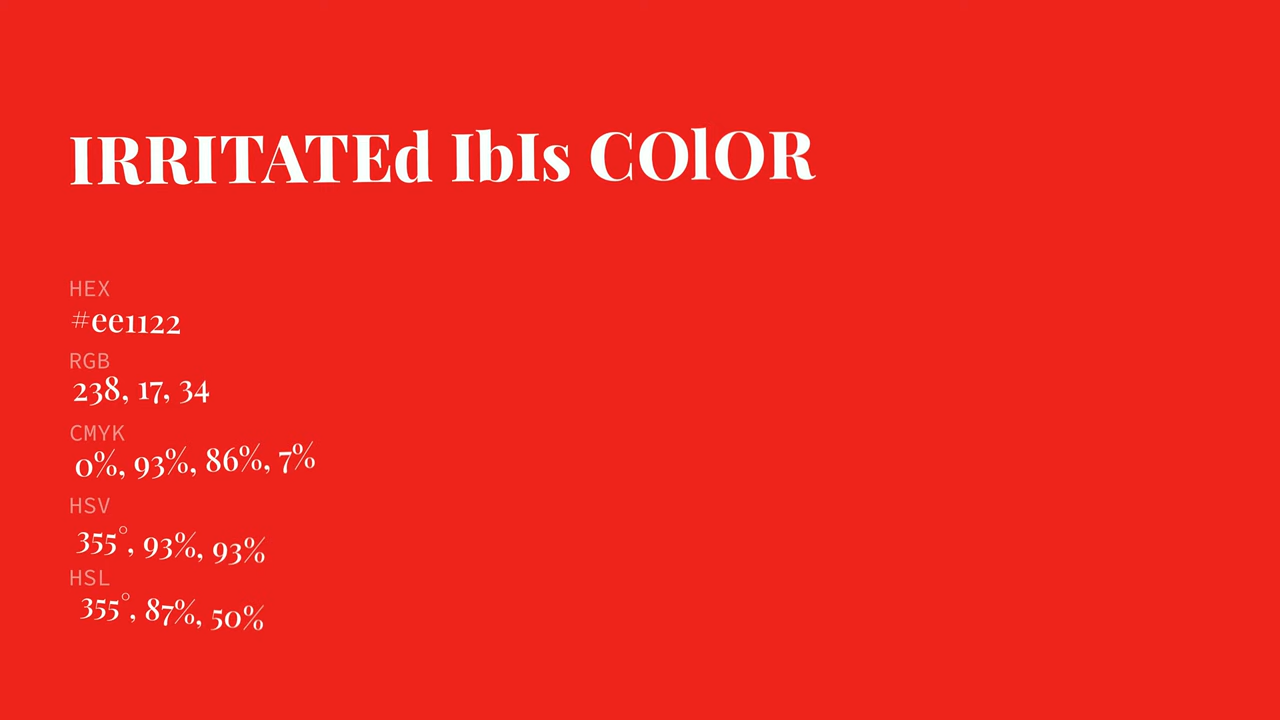 IRRITATEd IbIs COlOR
HEX
#ee1122
RGB
238, 17, 34
CMYK
0%, 93%, 86%, 7%
HSV
355°, 93%, 93%
HSL
355°, 87%, 50%